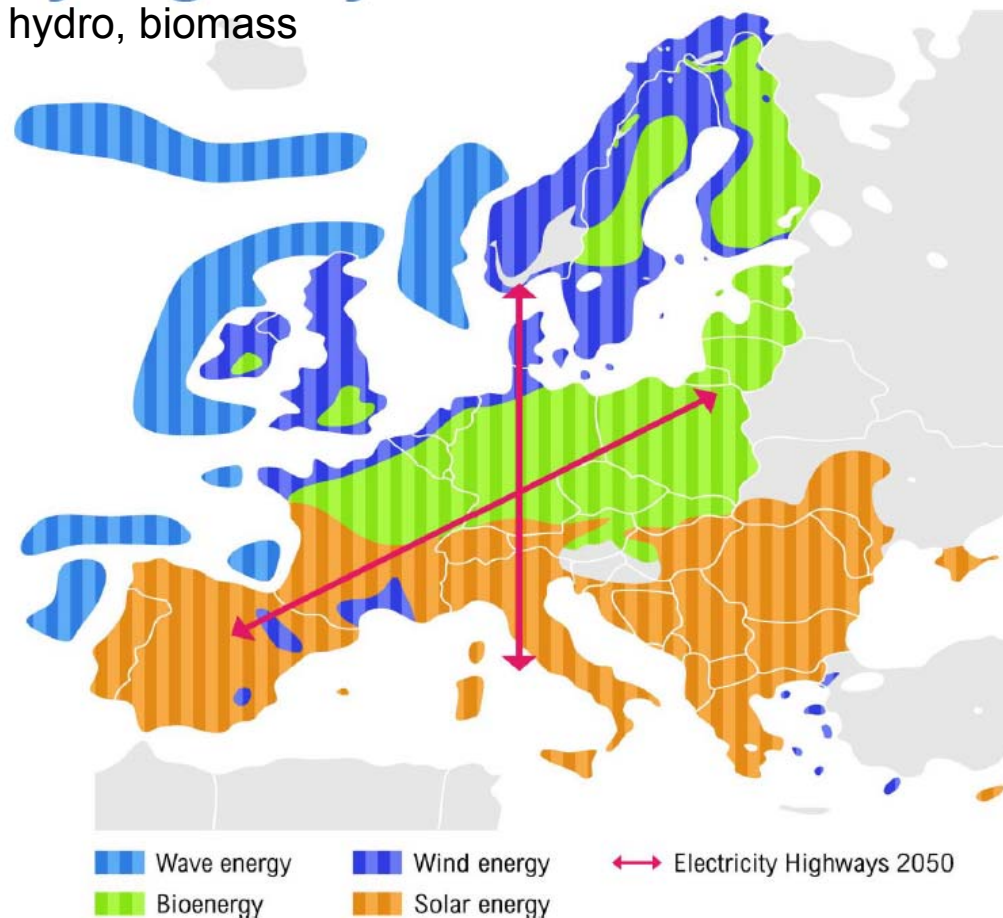 hydro, biomass
Wave energy
Wind energy
Electricity Highways 2050
Bioenergy
Solar energy